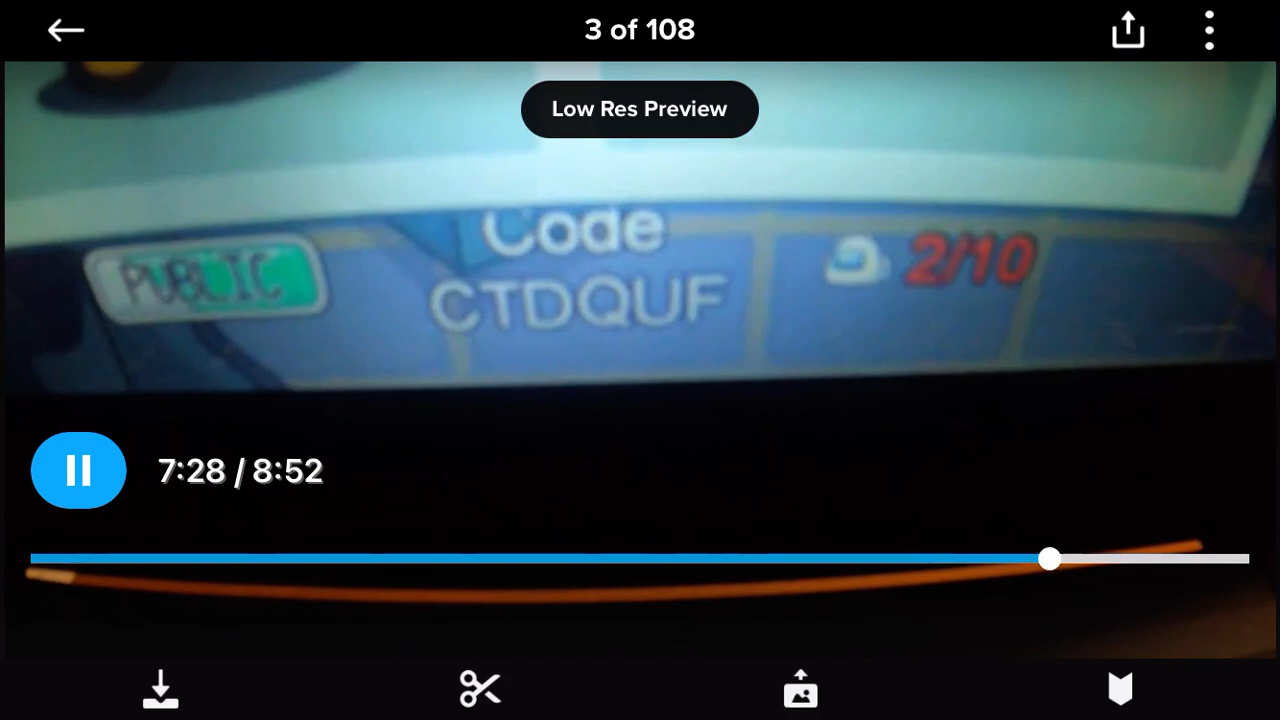 3 of 108
Low Res Preview
Code
PUBLIC
CTDQUF
2/10
7:28 / 8:52